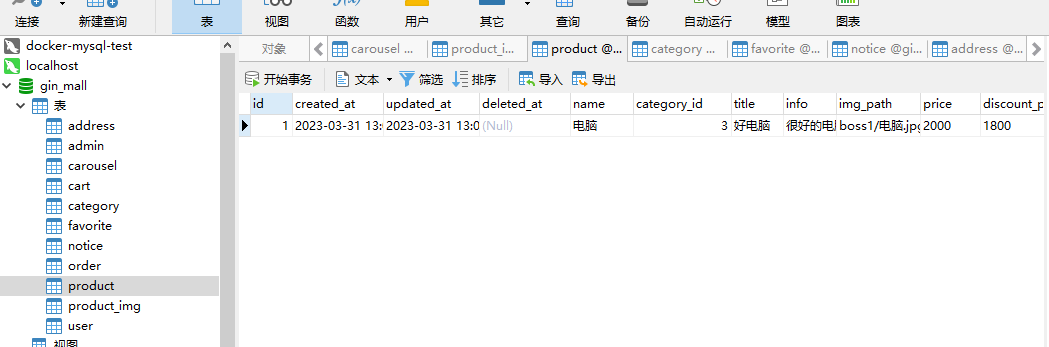 连接 新建查询 表 视图 函数 用户 其它 查询 备份 自动运行 模型 图表
docker-mysql-test
localhost
gin_mall
表
address
admin
carousel
cart
category
favorite
notice
order
product
product_img
user
视图
对象 carousel ... product_i... product @... category ... favorite @... notice @gi... address @...
开始事务 文本 筛选 排序 导入 导出
id created_at updated_at deleted_at name category_id title info img_path price discount_p
1 2023-03-31 13:0 2023-03-31 13:0 (Null) 电脑 3 好电脑 很好的电 boss1/电脑.jpg 2000 1800